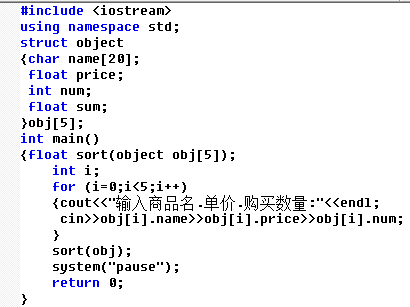 #include <iostream>
using namespace std;
struct object
{char name[20];
float price;
int num;
float sum;
}obj[5];
int main()
{float sort(object obj[5]);
int i;
for (i=0;i<5;i++)
{cout<<"输入商品名-单价-购买数量:"<<endl;
cin>>obj[i].name>>obj[i].price>>obj[i].num;
}
sort(obj);
system("pause");
return 0;
}